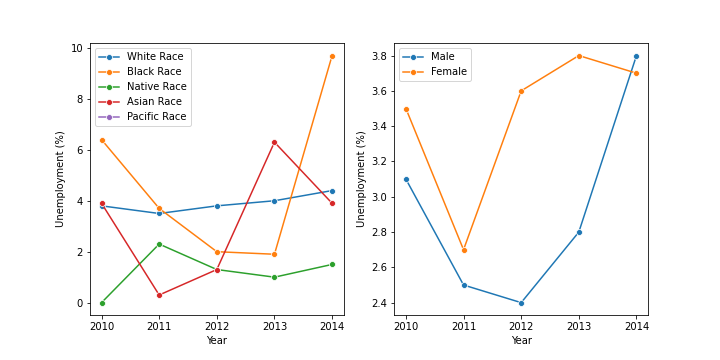 White Race
Black Race
Native Race
Asian Race
Pacific Race
10
8
6
4
2
0
Unemployment (%)
2010 2011 2012 2013 2014
Year
Male
Female
3.8
3.6
3.4
3.2
3.0
2.8
2.6
2.4
Unemployment (%)
2010 2011 2012 2013 2014
Year